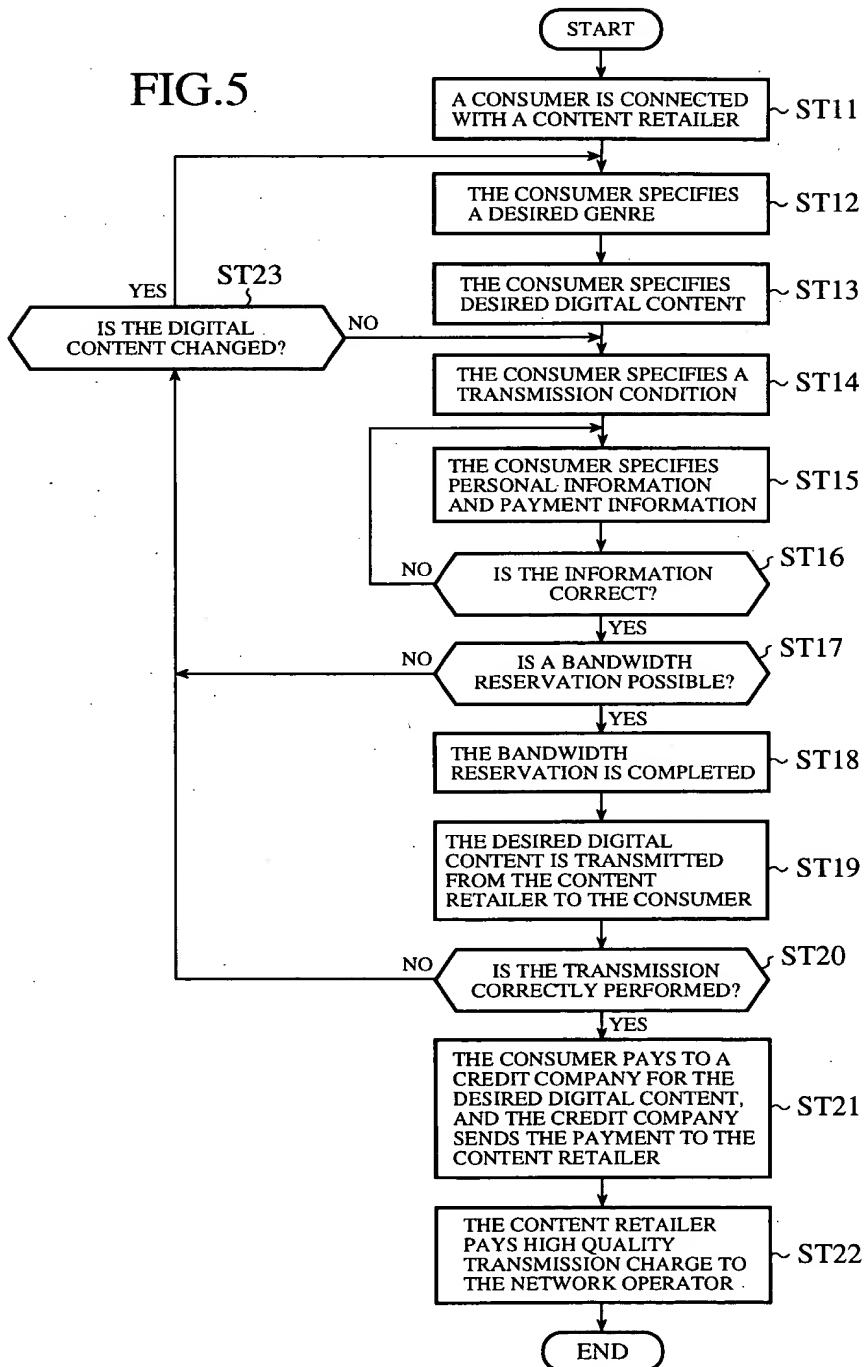 FIG.5
START
A CONSUMER IS CONNECTED
WITH A CONTENT RETAILER
ST11
THE CONSUMER SPECIFIES
A DESIRED GENRE
ST12
THE CONSUMER SPECIFIES
DESIRED DIGITAL CONTENT
ST13
ST23
YES
IS THE DIGITAL
CONTENT CHANGED?
NO
THE CONSUMER SPECIFIES A
TRANSMISSION CONDITION
ST14
THE CONSUMER SPECIFIES
PERSONAL INFORMATION
AND PAYMENT INFORMATION
ST15
NO
IS THE INFORMATION
CORRECT?
ST16
YES
NO
IS A BANDWIDTH
RESERVATION POSSIBLE?
ST17
YES
THE BANDWIDTH
RESERVATION IS COMPLETED
ST18
THE DESIRED DIGITAL
CONTENT IS TRANSMITTED
FROM THE CONTENT
RETAILER TO THE CONSUMER
ST19
NO
IS THE TRANSMISSION
CORRECTLY PERFORMED?
ST20
YES
THE CONSUMER PAYS TO A
CREDIT COMPANY FOR THE
DESIRED DIGITAL CONTENT,
AND THE CREDIT COMPANY
SENDS THE PAYMENT TO THE
CONTENT RETAILER
ST21
THE CONTENT RETAILER
PAYS HIGH QUALITY
TRANSMISSION CHARGE TO
THE NETWORK OPERATOR
ST22
END